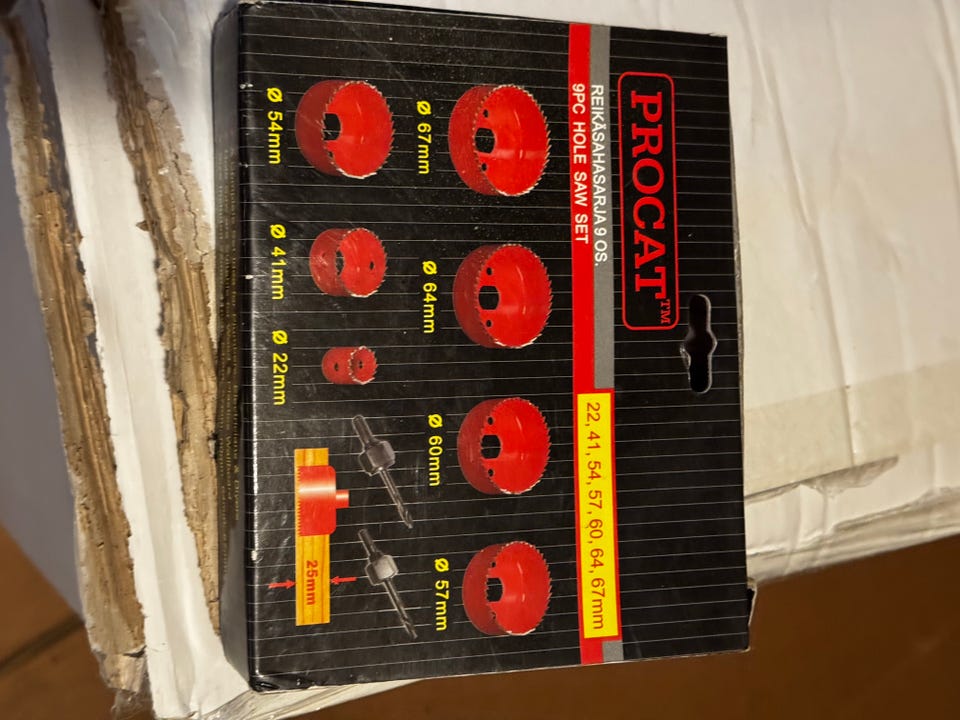 PROCAT™
REIKÄSAHASARJA 9 OS.
9PC HOLE SAW SET
22, 41, 54, 57, 60, 64, 67mm
Ø 67mm
Ø 64mm
Ø 60mm
Ø 57mm
Ø 54mm
Ø 41mm
Ø 22mm
25mm